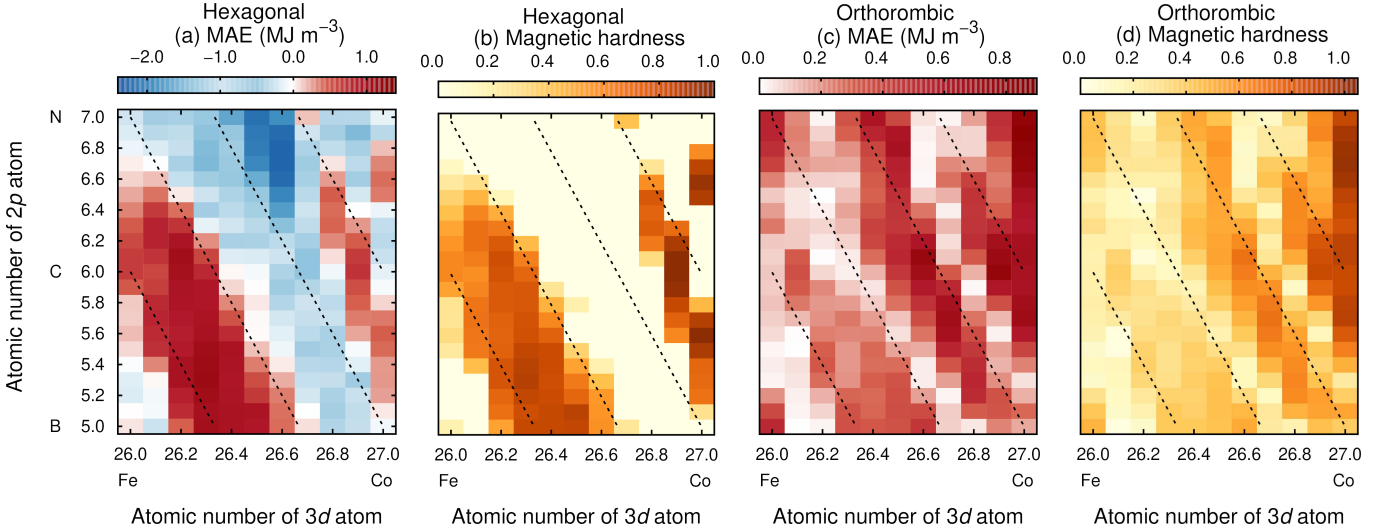 Hexagonal
(a) MAE (MJ m⁻³)
−2.0 −1.0 0.0 1.0
Hexagonal
(b) Magnetic hardness
0.0 0.2 0.4 0.6 0.8 1.0
Orthorombic
(c) MAE (MJ m⁻³)
0.0 0.2 0.4 0.6 0.8
Orthorombic
(d) Magnetic hardness
0.0 0.2 0.4 0.6 0.8 1.0
Atomic number of 2p atom
N 7.0
6.8
6.6
6.4
6.2
C 6.0
5.8
5.6
5.4
5.2
B 5.0
26.0 26.2 26.4 26.6 26.8 27.0
Fe Co
Atomic number of 3d atom
26.0 26.2 26.4 26.6 26.8 27.0
Fe Co
Atomic number of 3d atom
26.0 26.2 26.4 26.6 26.8 27.0
Fe Co
Atomic number of 3d atom
26.0 26.2 26.4 26.6 26.8 27.0
Fe Co
Atomic number of 3d atom